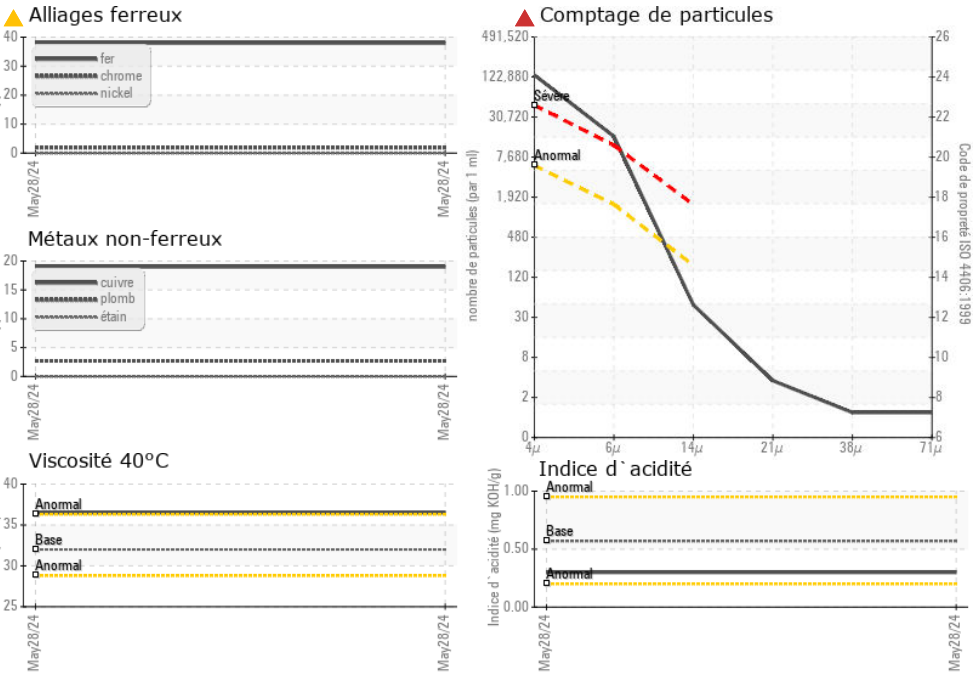 Alliages ferreux
40
30
20
10
0
fer
chrome
nickel
May28/24
May28/24
Métaux non-ferreux
20
15
10
5
0
cuivre
plomb
étain
May28/24
May28/24
Viscosité 40°C
40
35
30
25
Anormal
Base
Anormal
May28/24
May28/24
Comptage de particules
nombre de particules (par 1 ml)
491,520
122,880
30,720
7,680
1,920
480
120
30
8
2
0
Sévère
Anormal
4µ
6µ
14µ
21µ
38µ
71µ
26
24
22
20
18
16
14
12
10
8
6
Code de propreté ISO 4406:1999
Indice d`acidité
Indice d`acidité (mg KOH/g)
1.00
0.50
0.00
Anormal
Base
Anormal
May28/24
May28/24